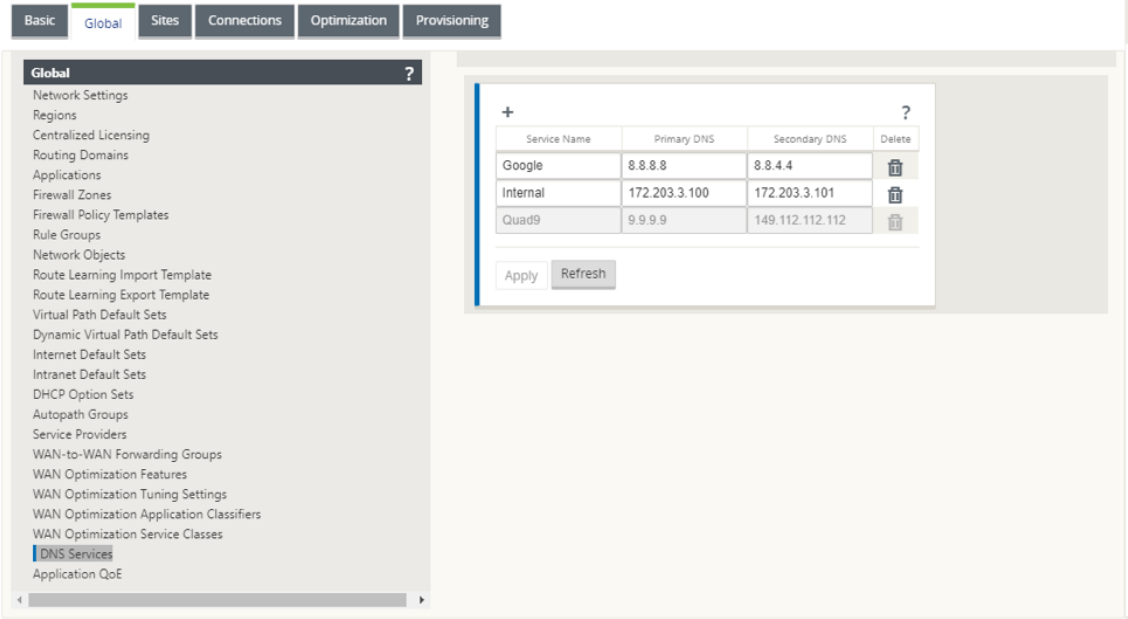 Basic Global Sites Connections Optimization Provisioning
Global ?
Network Settings
Regions
Centralized Licensing
Routing Domains
Applications
Firewall Zones
Firewall Policy Templates
Rule Groups
Network Objects
Route Learning Import Template
Route Learning Export Template
Virtual Path Default Sets
Dynamic Virtual Path Default Sets
Internet Default Sets
Intranet Default Sets
DHCP Option Sets
Autopath Groups
Service Providers
WAN-to-WAN Forwarding Groups
WAN Optimization Features
WAN Optimization Tuning Settings
WAN Optimization Application Classifiers
WAN Optimization Service Classes
DNS Services
Application QoE
+ ?
Service Name Primary DNS Secondary DNS Delete
Google 8.8.8.8 8.8.4.4
Internal 172.203.3.100 172.203.3.101
Quad9 9.9.9.9 149.112.112.112
Apply Refresh